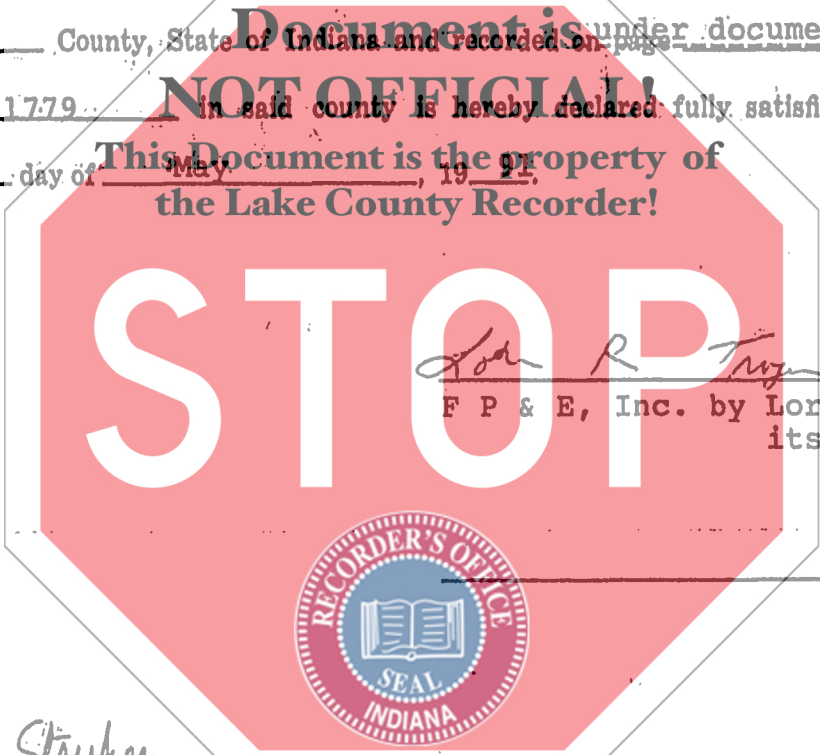 Document is
County, State of Indiana and recorded on page under docume
NOT OFFICIAL!
1779 in said county is hereby declared fully satisfi
This Document is the property of
day of May, 19 91.
the Lake County Recorder!
STOP
F P & E, Inc. by Lor
its
RECORDER'S OFFICE
SEAL
INDIANA